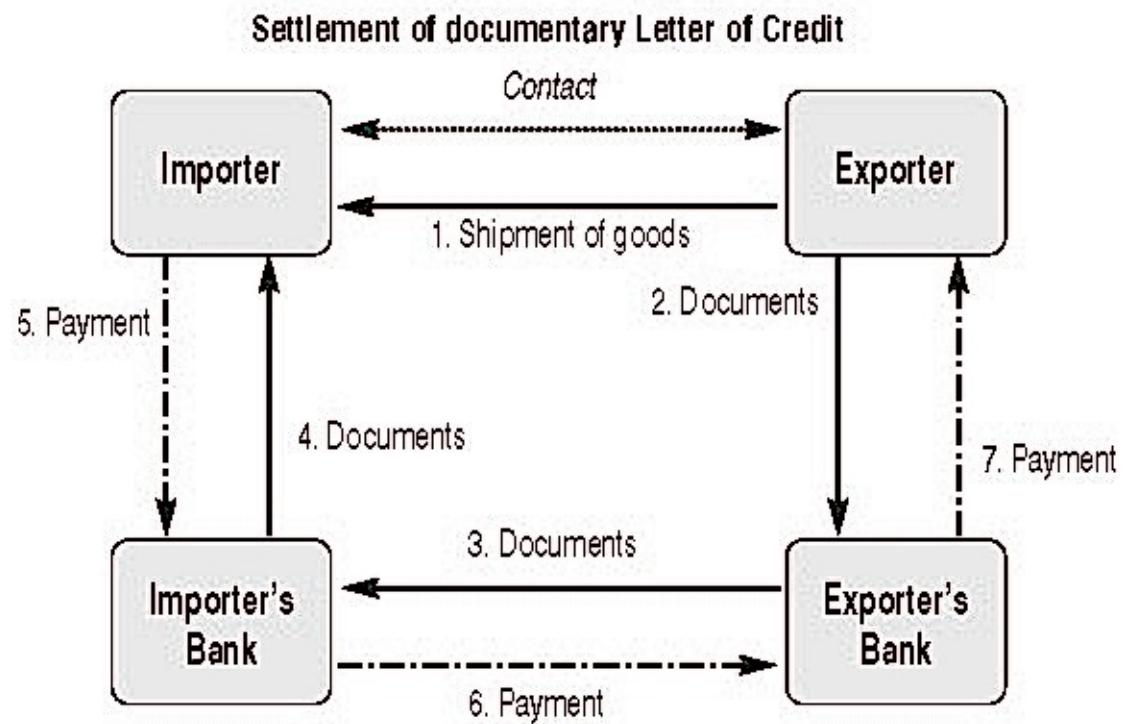 Settlement of documentary Letter of Credit
Contact
Importer
Exporter
1. Shipment of goods
5. Payment
2. Documents
4. Documents
7. Payment
3. Documents
Importer's
Bank
Exporter's
Bank
6. Payment